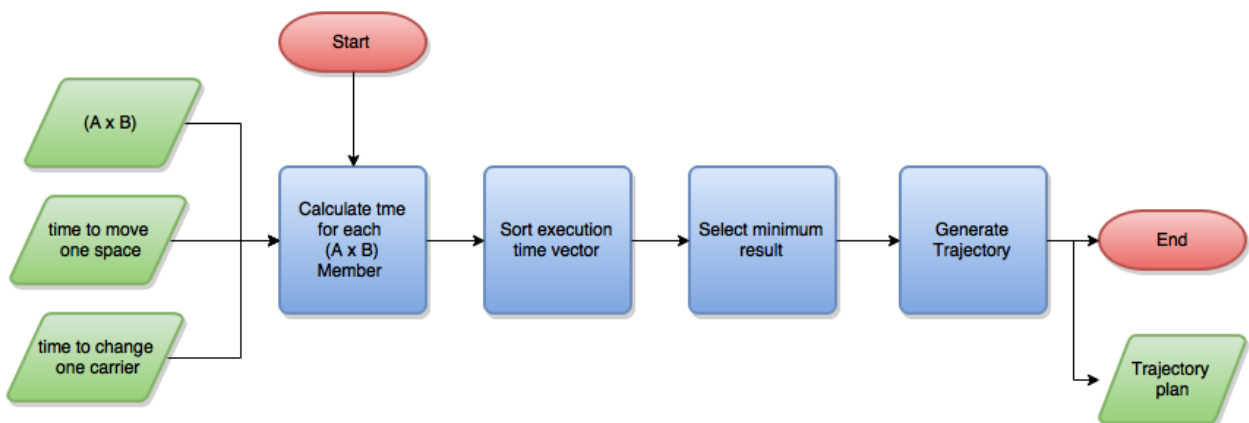 Start
(A x B)
time to move
one space
time to change
one carrier
Calculate tme
for each
(A x B)
Member
Sort execution
time vector
Select minimum
result
Generate
Trajectory
End
Trajectory
plan